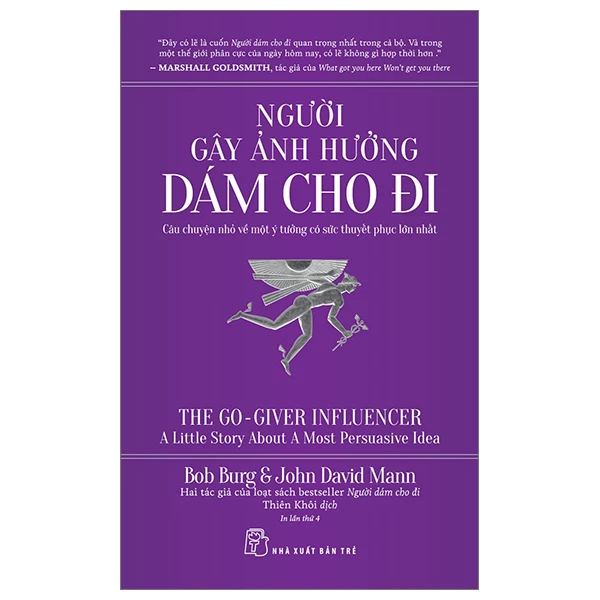 “Đây có lẽ là cuốn Người dám cho đi quan trọng nhất trong cả bộ. Và trong
một thế giới phân cực của ngày hôm nay, có lẽ không gì hợp thời hơn .”
– MARSHALL GOLDSMITH, tác giả của What got you here Won’t get you there
NGƯỜI
GÂY ẢNH HƯỞNG
DÁM CHO ĐI
Câu chuyện nhỏ về một ý tưởng có sức thuyết phục lớn nhất
THE GO-GIVER INFLUENCER
A Little Story About A Most Persuasive Idea
Bob Burg & John David Mann
Hai tác giả của loạt sách bestseller Người dám cho đi
Thiên Khôi dịch
In lần thứ 4
NHÀ XUẤT BẢN TRẺ